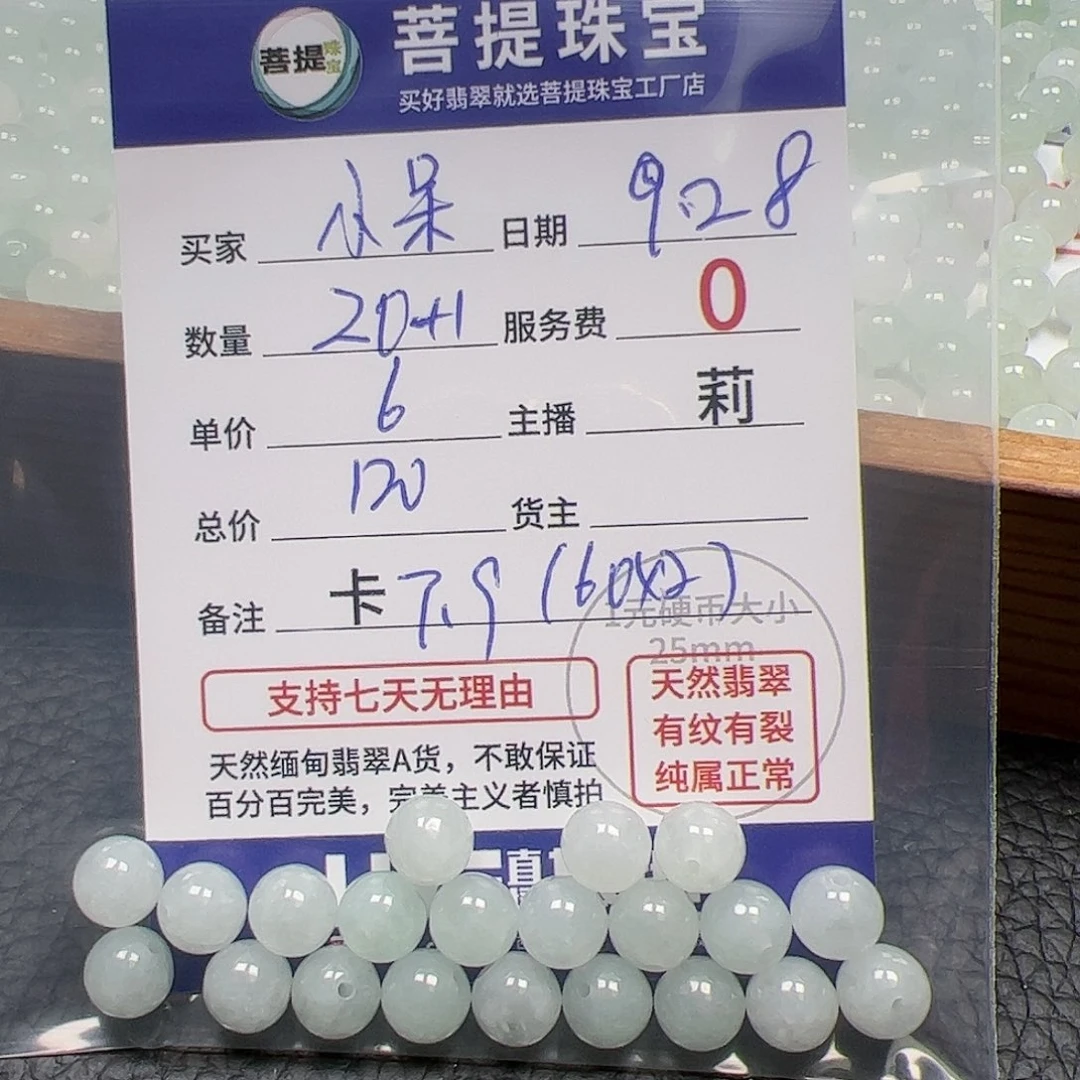 菩提珠宝
菩提珠宝
买好翡翠就选菩提珠宝工厂店
买家 小呆 日期 9.28
数量 20+1 服务费 0
单价 6 主播 莉
总价 120 货主
备注 卡 7.9 (60x2)
1元硬币大小
25mm
支持七天无理由
天然翡翠
有纹有裂
纯属正常
天然缅甸翡翠A货，不敢保证
百分百完美，完美主义者慎拍